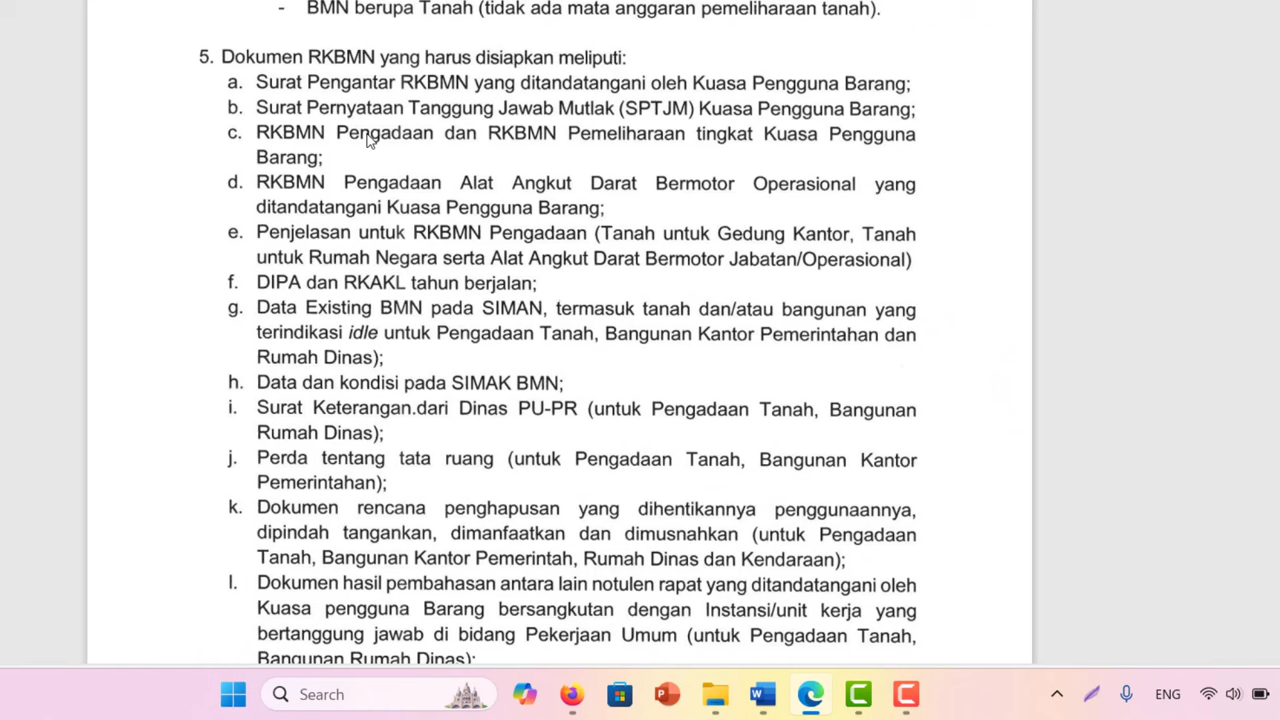 - BMN berupa Tanah (tidak ada mata anggaran pemeliharaan tanah).
5. Dokumen RKBMN yang harus disiapkan meliputi:
a. Surat Pengantar RKBMN yang ditandatangani oleh Kuasa Pengguna Barang;
b. Surat Pernyataan Tanggung Jawab Mutlak (SPTJM) Kuasa Pengguna Barang;
c. RKBMN Pengadaan dan RKBMN Pemeliharaan tingkat Kuasa Pengguna
Barang;
d. RKBMN Pengadaan Alat Angkut Darat Bermotor Operasional yang
ditandatangani Kuasa Pengguna Barang;
e. Penjelasan untuk RKBMN Pengadaan (Tanah untuk Gedung Kantor, Tanah
untuk Rumah Negara serta Alat Angkut Darat Bermotor Jabatan/Operasional)
f. DIPA dan RKAKL tahun berjalan;
g. Data Existing BMN pada SIMAN, termasuk tanah dan/atau bangunan yang
terindikasi idle untuk Pengadaan Tanah, Bangunan Kantor Pemerintahan dan
Rumah Dinas);
h. Data dan kondisi pada SIMAK BMN;
i. Surat Keterangan.dari Dinas PU-PR (untuk Pengadaan Tanah, Bangunan
Rumah Dinas);
j. Perda tentang tata ruang (untuk Pengadaan Tanah, Bangunan Kantor
Pemerintahan);
k. Dokumen rencana penghapusan yang dihentikannya penggunaannya,
dipindah tangankan, dimanfaatkan dan dimusnahkan (untuk Pengadaan
Tanah, Bangunan Kantor Pemerintah, Rumah Dinas dan Kendaraan);
l. Dokumen hasil pembahasan antara lain notulen rapat yang ditandatangani oleh
Kuasa pengguna Barang bersangkutan dengan Instansi/unit kerja yang
bertanggung jawab di bidang Pekerjaan Umum (untuk Pengadaan Tanah,
Bangunan Rumah Dinas);
Search
ENG